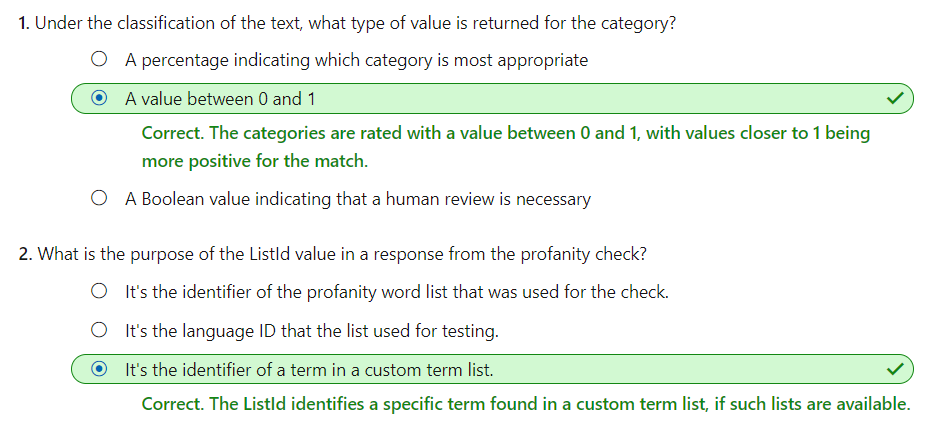 1. Under the classification of the text, what type of value is returned for the category?
A percentage indicating which category is most appropriate
A value between 0 and 1
Correct. The categories are rated with a value between 0 and 1, with values closer to 1 being
more positive for the match.
A Boolean value indicating that a human review is necessary
2. What is the purpose of the ListId value in a response from the profanity check?
It's the identifier of the profanity word list that was used for the check.
It's the language ID that the list used for testing.
It's the identifier of a term in a custom term list.
Correct. The ListId identifies a specific term found in a custom term list, if such lists are available.